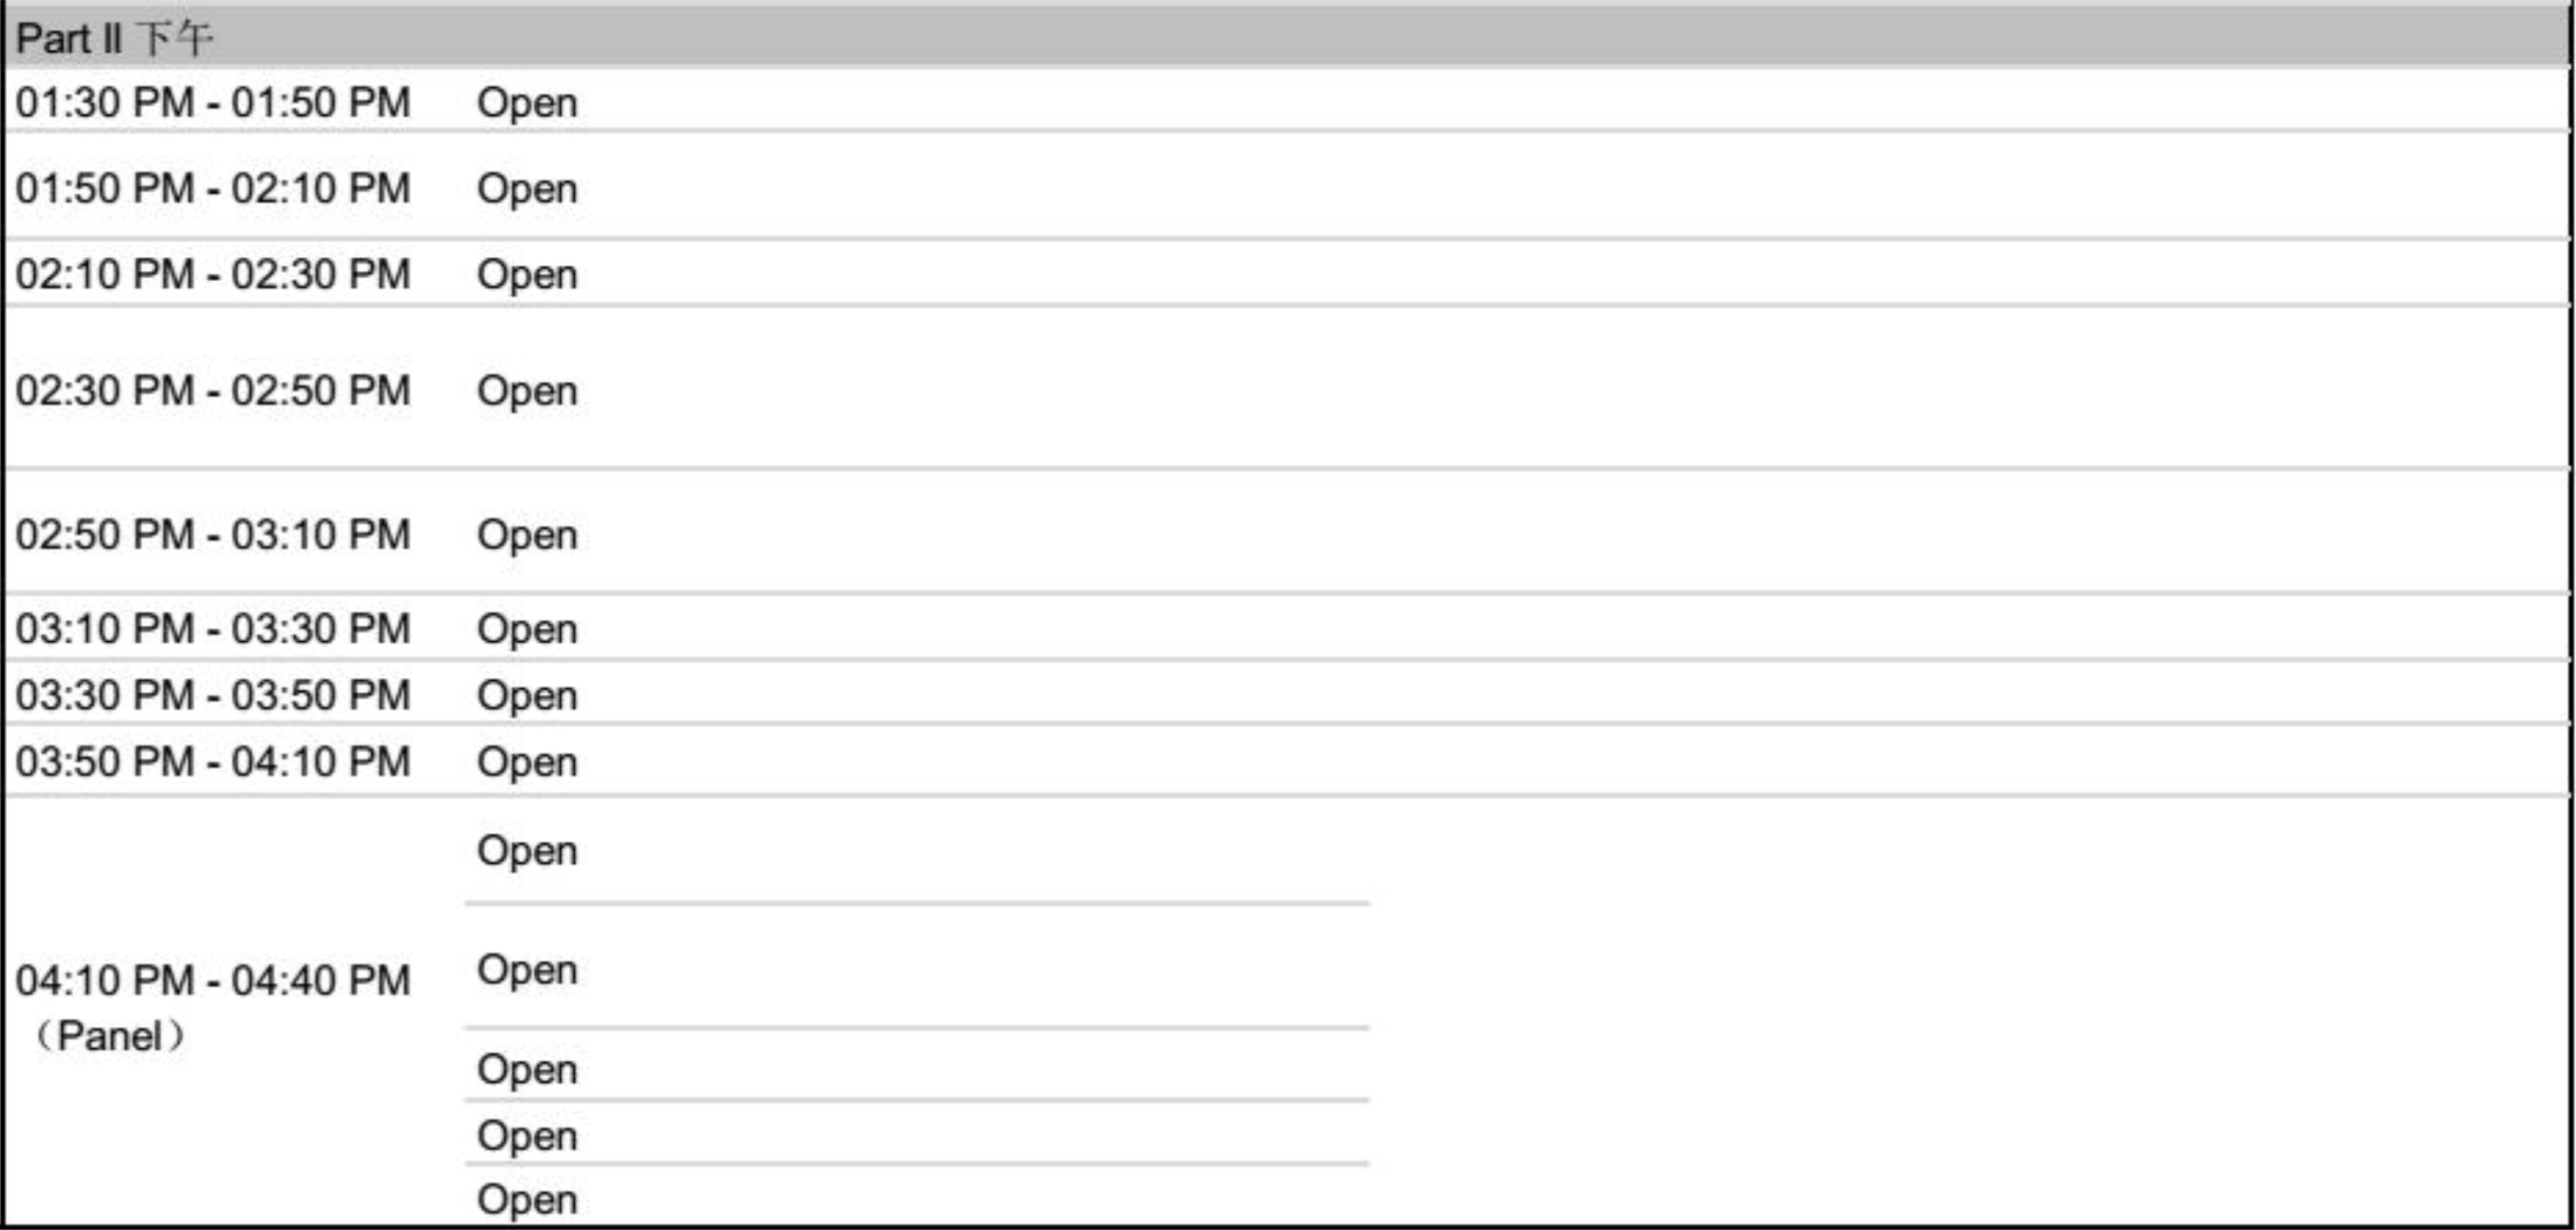 Part II 下午
01:30 PM - 01:50 PM Open
01:50 PM - 02:10 PM Open
02:10 PM - 02:30 PM Open
02:30 PM - 02:50 PM Open
02:50 PM - 03:10 PM Open
03:10 PM - 03:30 PM Open
03:30 PM - 03:50 PM Open
03:50 PM - 04:10 PM Open
04:10 PM - 04:40 PM
（Panel）
Open
Open
Open
Open
Open